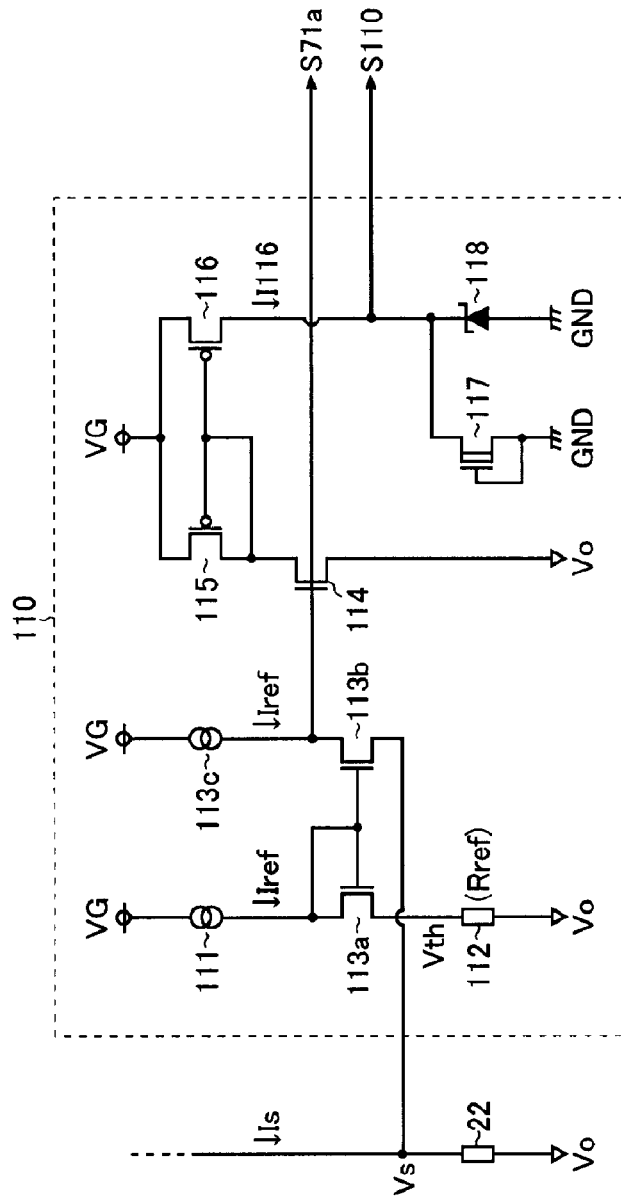 110
VG
VG
VG
111
↓Iref
113c
↓Iref
115
116
↓I116
S71a
S110
113a
113b
114
117
118
↓Is
Vth
Vs
22
112
(Rref)
Vo
Vo
Vo
GND
GND